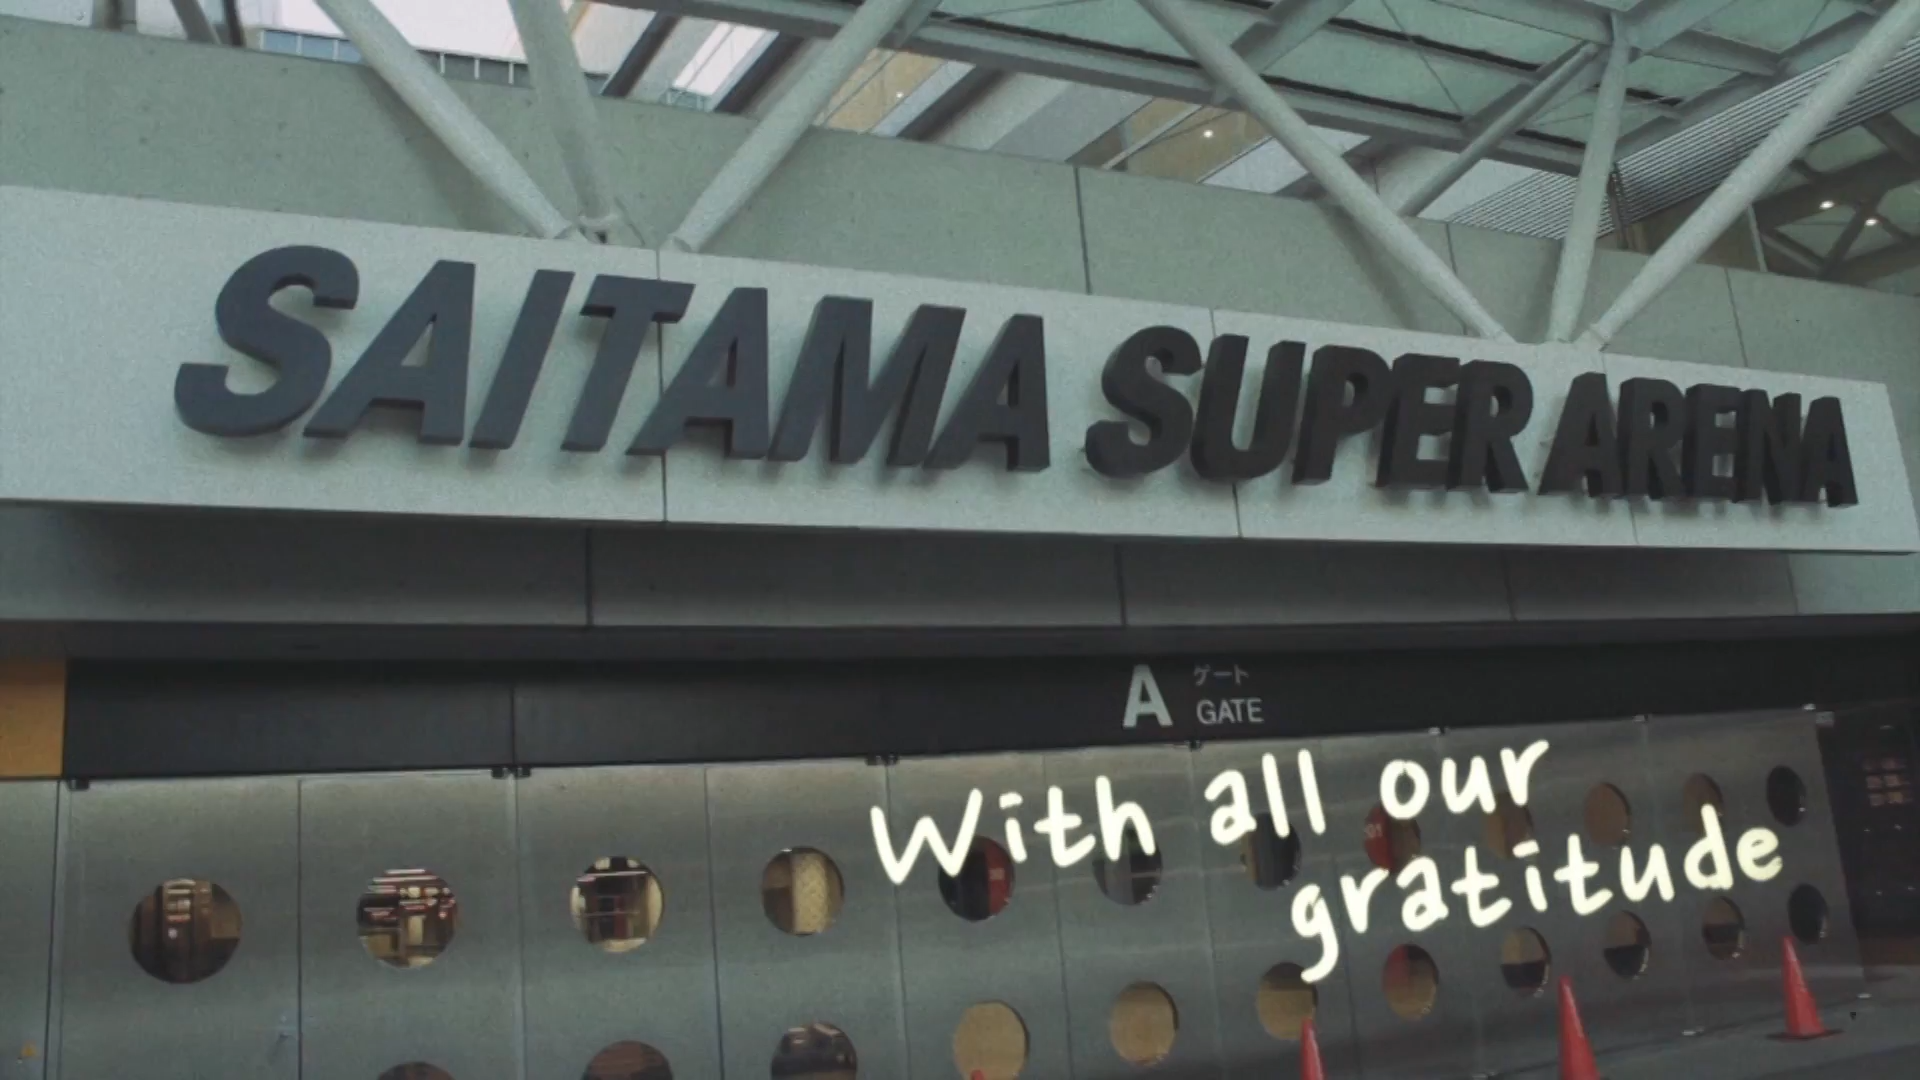 SAITAMA SUPER ARENA
A ゲート
GATE
With all our
gratitude